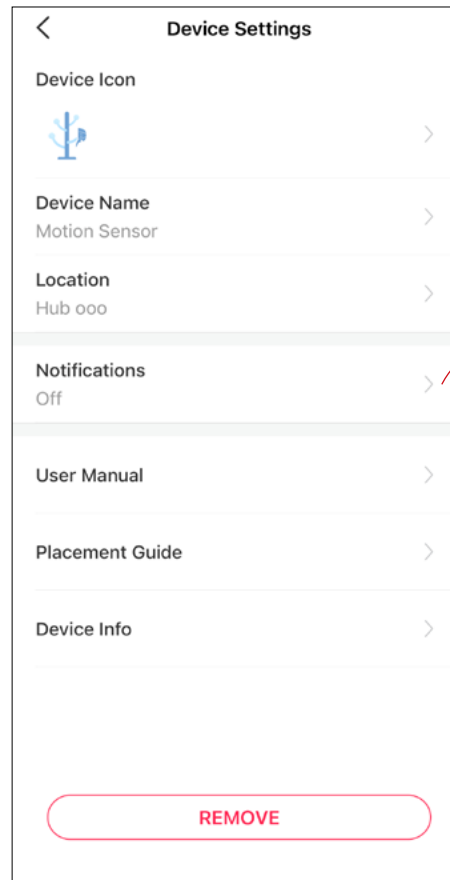 Device Settings
Device Icon
Device Name
Motion Sensor
Location
Hub ooo
Notifications
Off
User Manual
Placement Guide
Device Info
REMOVE